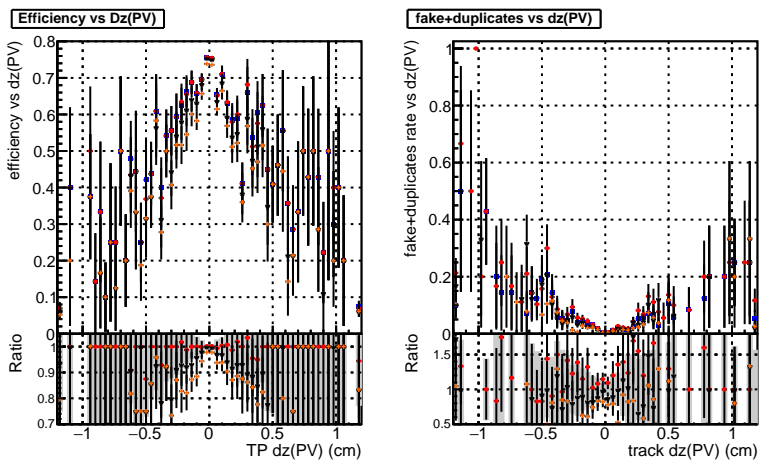 Efficiency vs Dz(PV)
efficiency vs dz(PV)
0.8
0.7
0.6
0.5
0.4
0.3
0.2
0.1
0
Ratio
1
0.9
0.8
0.7
−1 −0.5 0 0.5 1
TP dz(PV) (cm)
fake+duplicates vs dz(PV)
fake+duplicates rate vs dz(PV)
1
0.8
0.6
0.4
0.2
0
Ratio
1.5
1
0.5
−1 −0.5 0 0.5 1
track dz(PV) (cm)